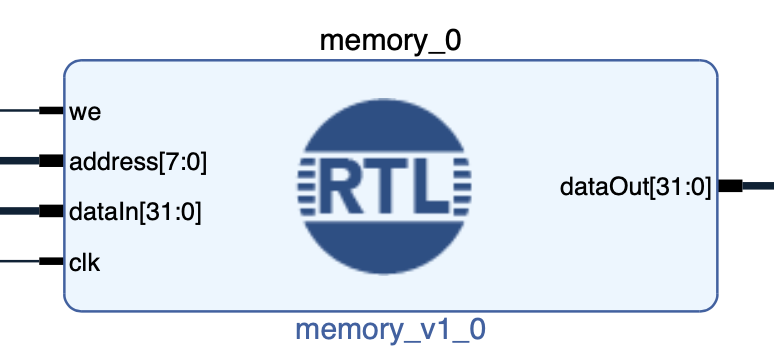 memory_0
we
address[7:0]
dataIn[31:0]
clk
RTL
dataOut[31:0]
memory_v1_0